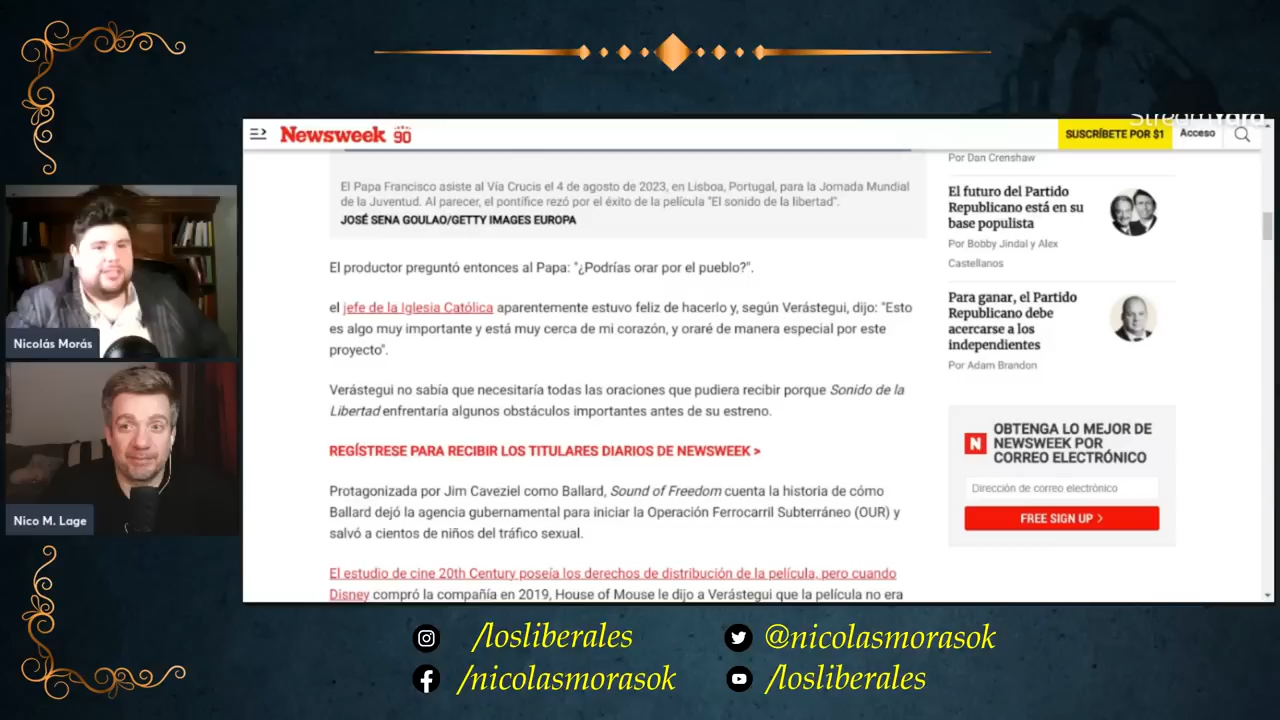 StreamYard
Newsweek 90
SUSCRÍBETE POR $1
Acceso
El Papa Francisco asiste al Vía Crucis el 4 de agosto de 2023, en Lisboa, Portugal, para la Jornada Mundial
de la Juventud. Al parecer, el pontífice rezó por el éxito de la película "El sonido de la libertad".
JOSÉ SENA GOULAO/GETTY IMAGES EUROPA
El productor preguntó entonces al Papa: "¿Podrías orar por el pueblo?".
el jefe de la Iglesia Católica aparentemente estuvo feliz de hacerlo y, según Verástegui, dijo: "Esto
es algo muy importante y está muy cerca de mi corazón, y oraré de manera especial por este
proyecto".
Verástegui no sabía que necesitaría todas las oraciones que pudiera recibir porque Sonido de la
Libertad enfrentaría algunos obstáculos importantes antes de su estreno.
REGÍSTRESE PARA RECIBIR LOS TITULARES DIARIOS DE NEWSWEEK >
Protagonizada por Jim Caveziel como Ballard, Sound of Freedom cuenta la historia de cómo
Ballard dejó la agencia gubernamental para iniciar la Operación Ferrocarril Subterráneo (OUR) y
salvó a cientos de niños del tráfico sexual.
El estudio de cine 20th Century poseía los derechos de distribución de la película, pero cuando
Disney compró la compañía en 2019, House of Mouse le dijo a Verástegui que la película no era
Por Dan Crenshaw
El futuro del Partido
Republicano está en su
base populista
Por Bobby Jindal y Alex
Castellanos
Para ganar, el Partido
Republicano debe
acercarse a los
independientes
Por Adam Brandon
N
OBTENGA LO MEJOR DE
NEWSWEEK POR
CORREO ELECTRÓNICO
Dirección de correo electrónico
FREE SIGN UP >
Nicolás Morás
Nico M. Lage
/losliberales
@nicolasmorasok
/nicolasmorasok
/losliberales